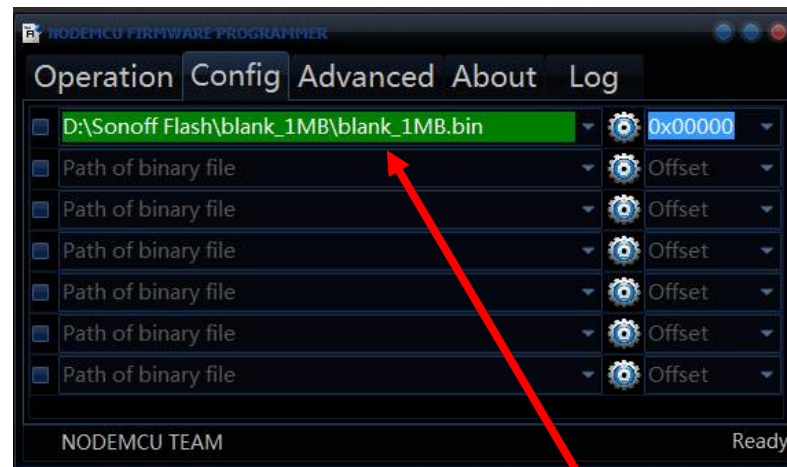 NODEMCU FIRMWARE PROGRAMMER
Operation Config Advanced About Log
D:\Sonoff Flash\blank_1MB\blank_1MB.bin 0x00000
Path of binary file Offset
Path of binary file Offset
Path of binary file Offset
Path of binary file Offset
Path of binary file Offset
Path of binary file Offset
NODEMCU TEAM Ready